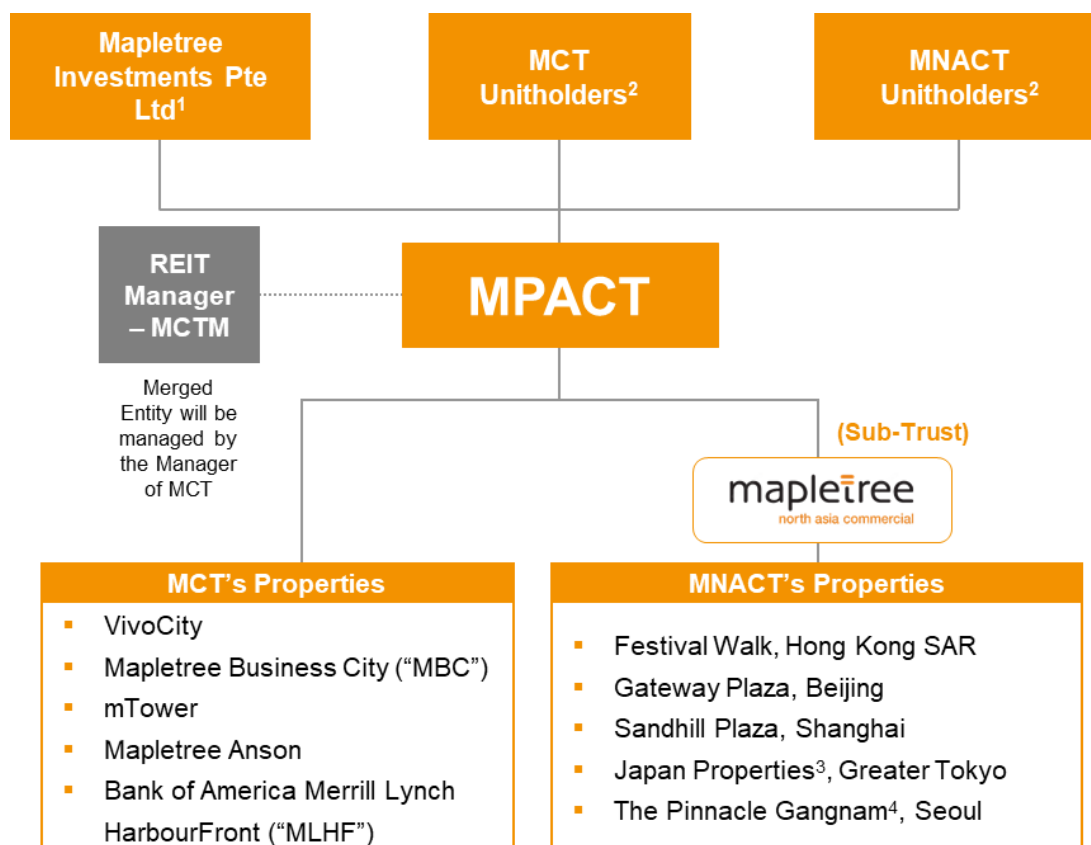 Mapletree
Investments Pte
Ltd¹
MCT
Unitholders²
MNACT
Unitholders²
REIT
Manager
– MCTM
MPACT
Merged
Entity will be
managed by
the Manager
of MCT
(Sub-Trust)
mapletree
north asia commercial
MCT’s Properties
▪ VivoCity
▪ Mapletree Business City (“MBC”)
▪ mTower
▪ Mapletree Anson
▪ Bank of America Merrill Lynch
HarbourFront (“MLHF”)
MNACT’s Properties
▪ Festival Walk, Hong Kong SAR
▪ Gateway Plaza, Beijing
▪ Sandhill Plaza, Shanghai
▪ Japan Properties³, Greater Tokyo
▪ The Pinnacle Gangnam⁴, Seoul